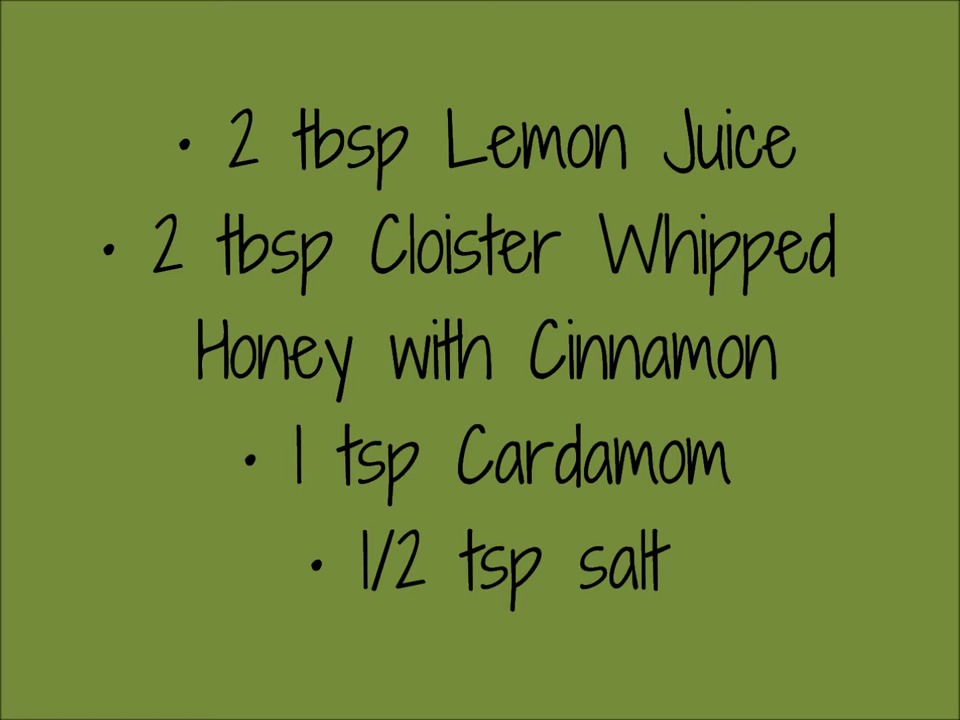 • 2 tbsp Lemon Juice
• 2 tbsp Cloister Whipped
Honey with Cinnamon
• 1 tsp Cardamom
• 1/2 tsp salt